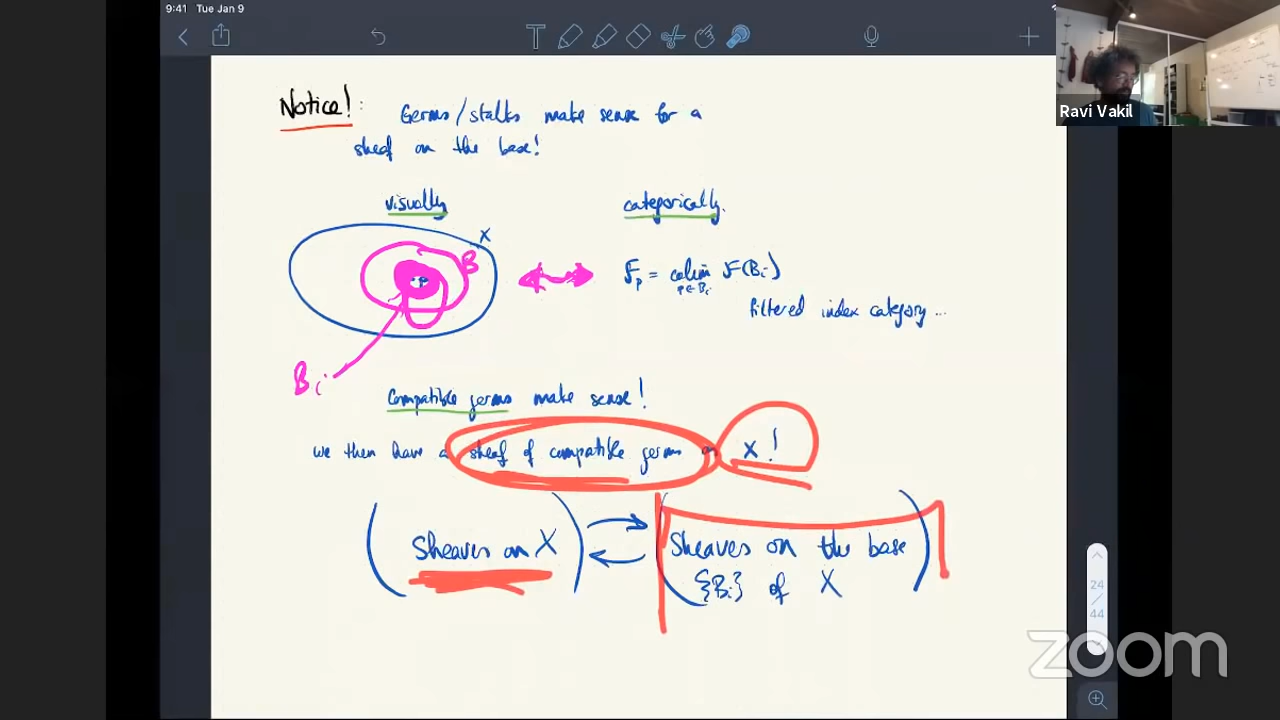 9:41 Tue Jan 9
Ravi Vakil
Notice!: Germs/stalks make sense for a
sheaf on the base!
visually categorically.
X
B
p
F_p = colim F(B_i)
p∈B_i
filtered index category ...
B_i
Compatible germs make sense!
we then have a sheaf of compatible germs on X!
(Sheaves on X) ⇄ (Sheaves on the base
{B_i} of X)
24
/
44
zoom